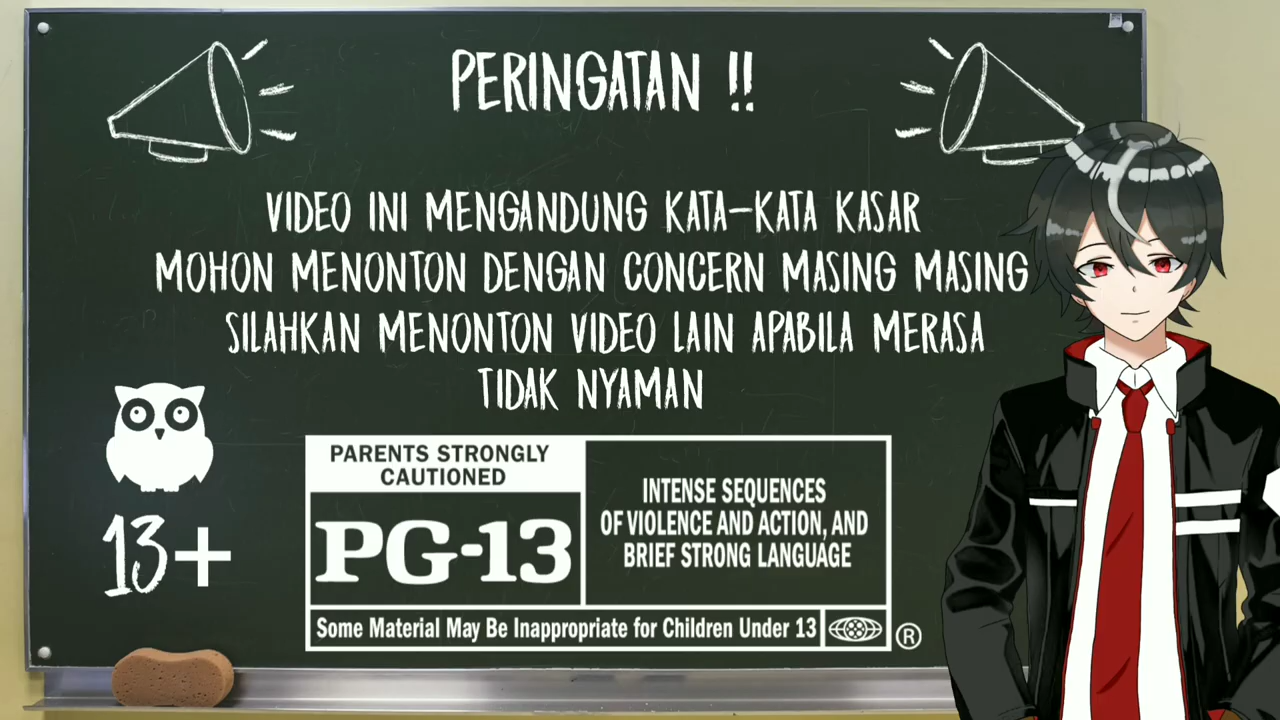 PERINGATAN !!
VIDEO INI MENGANDUNG KATA-KATA KASAR
MOHON MENONTON DENGAN CONCERN MASING MASING
SILAHKAN MENONTON VIDEO LAIN APABILA MERASA
TIDAK NYAMAN
13+
PARENTS STRONGLY
CAUTIONED
PG-13
INTENSE SEQUENCES
OF VIOLENCE AND ACTION, AND
BRIEF STRONG LANGUAGE
Some Material May Be Inappropriate for Children Under 13
®